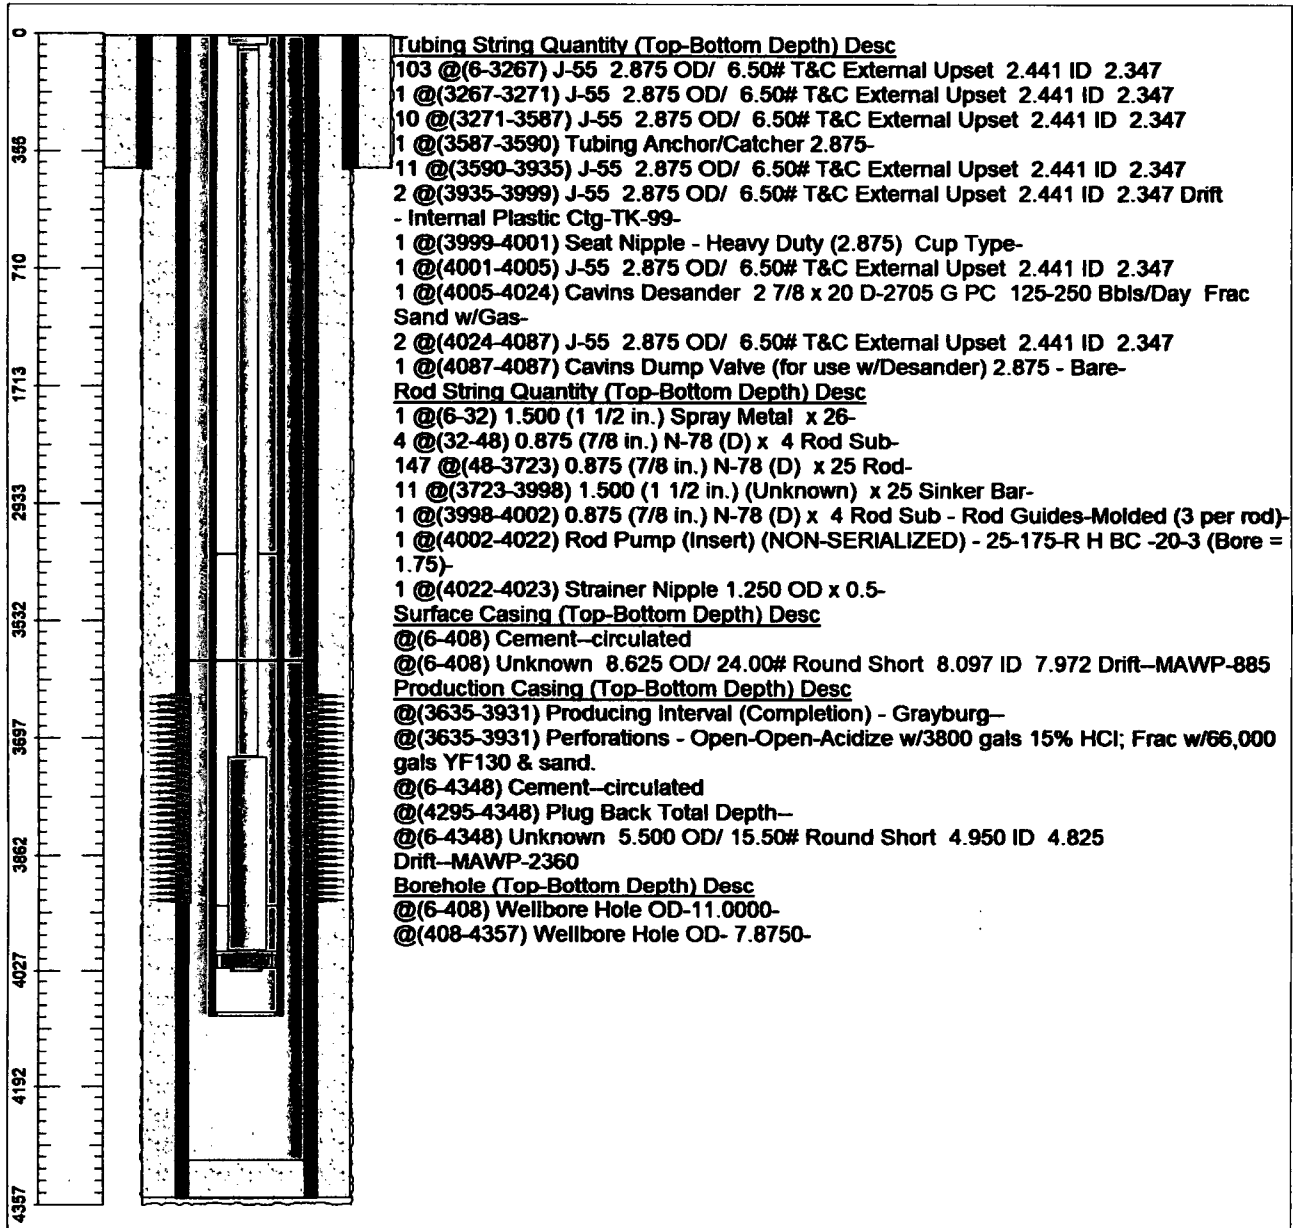 0
355
710
1713
2933
3532
3697
3862
4027
4192
4357
Tubing String Quantity (Top-Bottom Depth) Desc
103 @(6-3267) J-55 2.875 OD/ 6.50# T&C External Upset 2.441 ID 2.347
1 @(3267-3271) J-55 2.875 OD/ 6.50# T&C External Upset 2.441 ID 2.347
10 @(3271-3587) J-55 2.875 OD/ 6.50# T&C External Upset 2.441 ID 2.347
1 @(3587-3590) Tubing Anchor/Catcher 2.875-
11 @(3590-3935) J-55 2.875 OD/ 6.50# T&C External Upset 2.441 ID 2.347
2 @(3935-3999) J-55 2.875 OD/ 6.50# T&C External Upset 2.441 ID 2.347 Drift
- Internal Plastic Ctg-TK-99-
1 @(3999-4001) Seat Nipple - Heavy Duty (2.875) Cup Type-
1 @(4001-4005) J-55 2.875 OD/ 6.50# T&C External Upset 2.441 ID 2.347
1 @(4005-4024) Cavins Desander 2 7/8 x 20 D-2705 G PC 125-250 Bbls/Day Frac
Sand w/Gas-
2 @(4024-4087) J-55 2.875 OD/ 6.50# T&C External Upset 2.441 ID 2.347
1 @(4087-4087) Cavins Dump Valve (for use w/Desander) 2.875 - Bare-
Rod String Quantity (Top-Bottom Depth) Desc
1 @(6-32) 1.500 (1 1/2 in.) Spray Metal x 26-
4 @(32-48) 0.875 (7/8 in.) N-78 (D) x 4 Rod Sub-
147 @(48-3723) 0.875 (7/8 in.) N-78 (D) x 25 Rod-
11 @(3723-3998) 1.500 (1 1/2 in.) (Unknown) x 25 Sinker Bar-
1 @(3998-4002) 0.875 (7/8 in.) N-78 (D) x 4 Rod Sub - Rod Guides-Molded (3 per rod)-
1 @(4002-4022) Rod Pump (Insert) (NON-SERIALIZED) - 25-175-R H BC -20-3 (Bore =
1.75)-
1 @(4022-4023) Strainer Nipple 1.250 OD x 0.5-
Surface Casing (Top-Bottom Depth) Desc
@(6-408) Cement--circulated
@(6-408) Unknown 8.625 OD/ 24.00# Round Short 8.097 ID 7.972 Drift--MAWP-885
Production Casing (Top-Bottom Depth) Desc
@(3635-3931) Producing Interval (Completion) - Grayburg--
@(3635-3931) Perforations - Open-Open-Acidize w/3800 gals 15% HCl; Frac w/66,000
gals YF130 & sand.
@(6-4348) Cement--circulated
@(4295-4348) Plug Back Total Depth--
@(6-4348) Unknown 5.500 OD/ 15.50# Round Short 4.950 ID 4.825
Drift--MAWP-2360
Borehole (Top-Bottom Depth) Desc
@(6-408) Wellbore Hole OD-11.0000-
@(408-4357) Wellbore Hole OD- 7.8750-